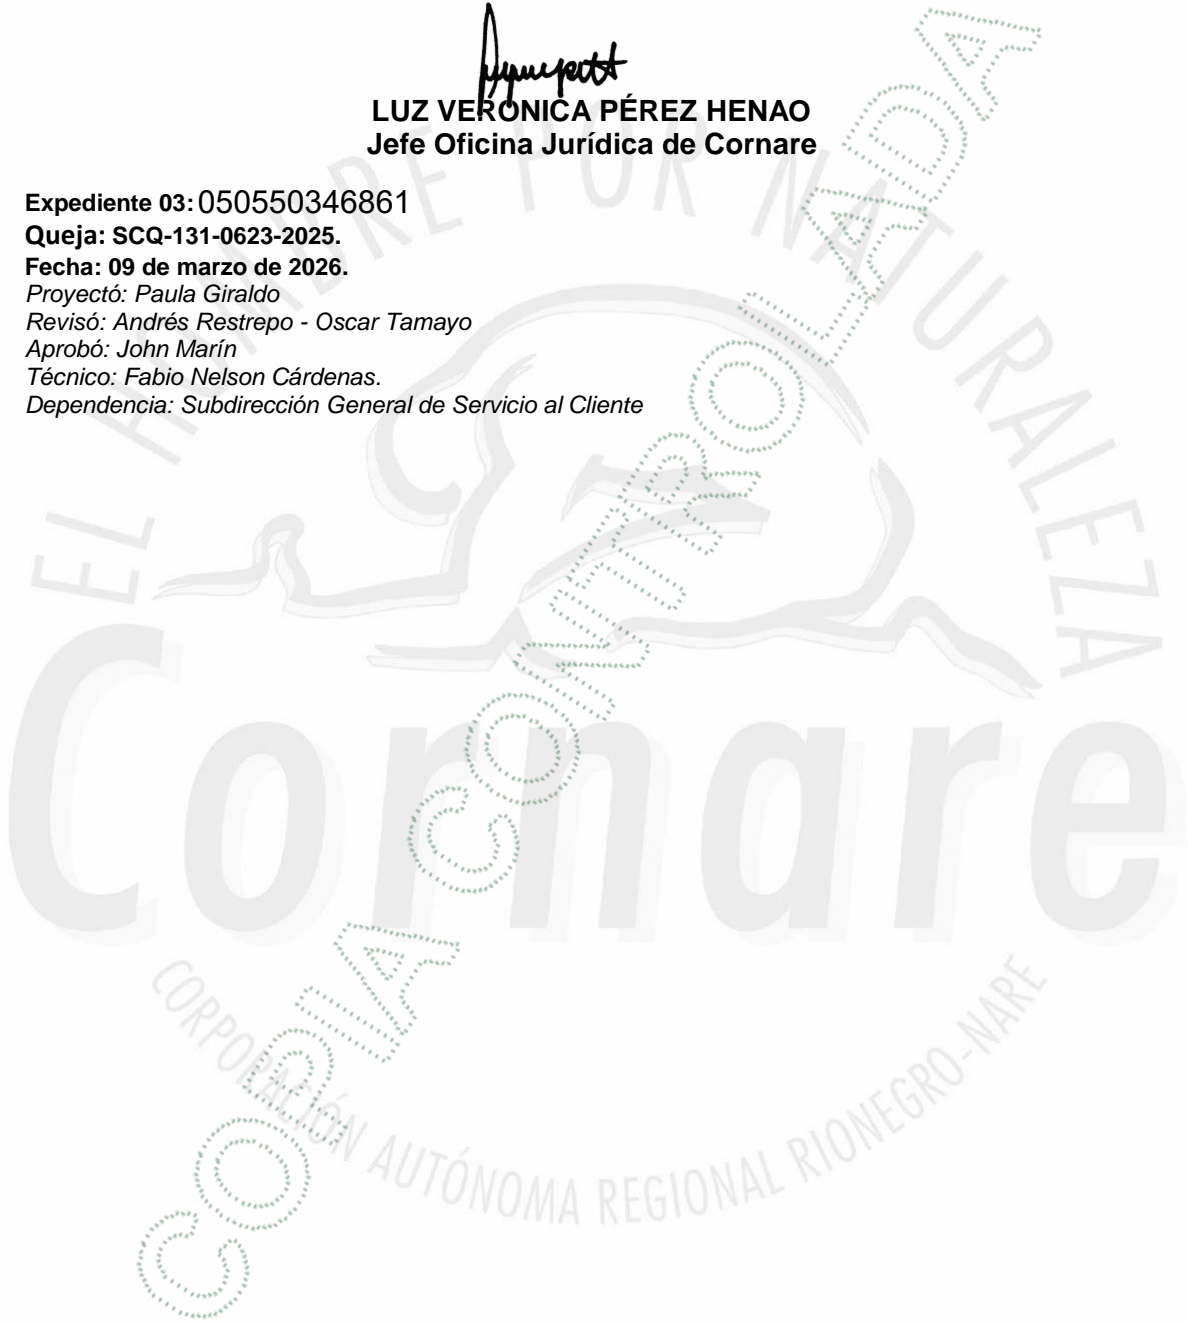 LUZ VERÓNICA PÉREZ HENAO
Jefe Oficina Jurídica de Cornare
Expediente 03: 050550346861
Queja: SCQ-131-0623-2025.
Fecha: 09 de marzo de 2026.
Proyectó: Paula Giraldo
Revisó: Andrés Restrepo - Oscar Tamayo
Aprobó: John Marín
Técnico: Fabio Nelson Cárdenas.
Dependencia: Subdirección General de Servicio al Cliente
EL HOMBRE POR NATURALEZA
Cornare
CORPORACIÓN AUTÓNOMA REGIONAL RIONEGRO-NARE
COPIA CONTROLADA